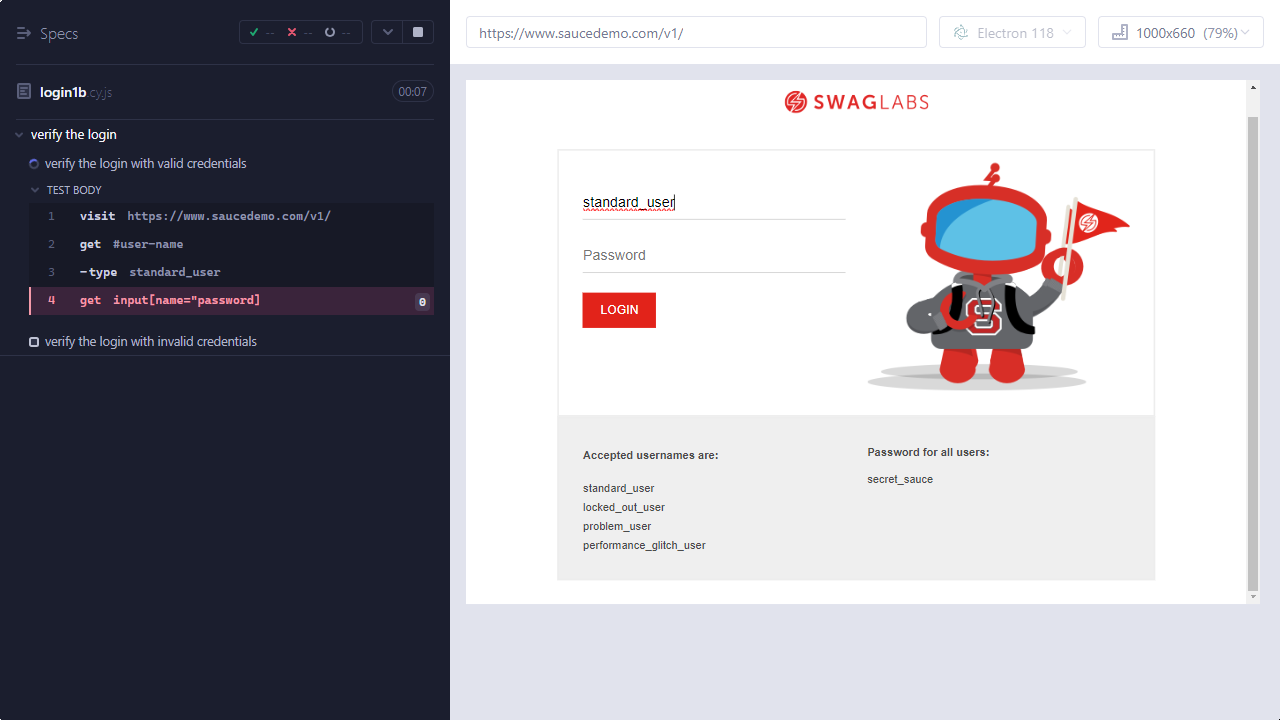 Specs
-- -- --
login1b.cy.js 00:07
verify the login
verify the login with valid credentials
TEST BODY
1 visit https://www.saucedemo.com/v1/
2 get #user-name
3 -type standard_user
4 get input[name="password] 0
verify the login with invalid credentials
https://www.saucedemo.com/v1/
Electron 118
1000x660 (79%)
SWAGLABS
standard_user
Password
LOGIN
S
Accepted usernames are:
standard_user
locked_out_user
problem_user
performance_glitch_user
Password for all users:
secret_sauce